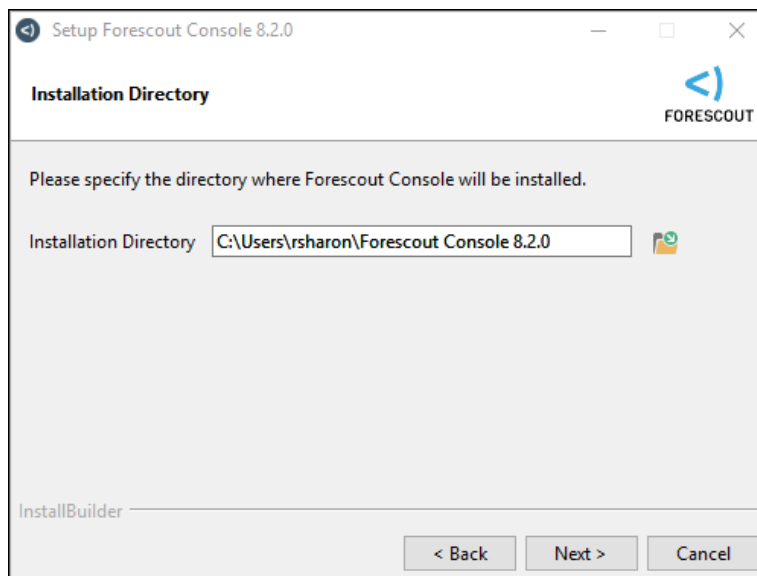 Setup Forescout Console 8.2.0
Installation Directory
FORESCOUT
Please specify the directory where Forescout Console will be installed.
Installation Directory C:\Users\rsharon\Forescout Console 8.2.0
InstallBuilder
< Back Next > Cancel